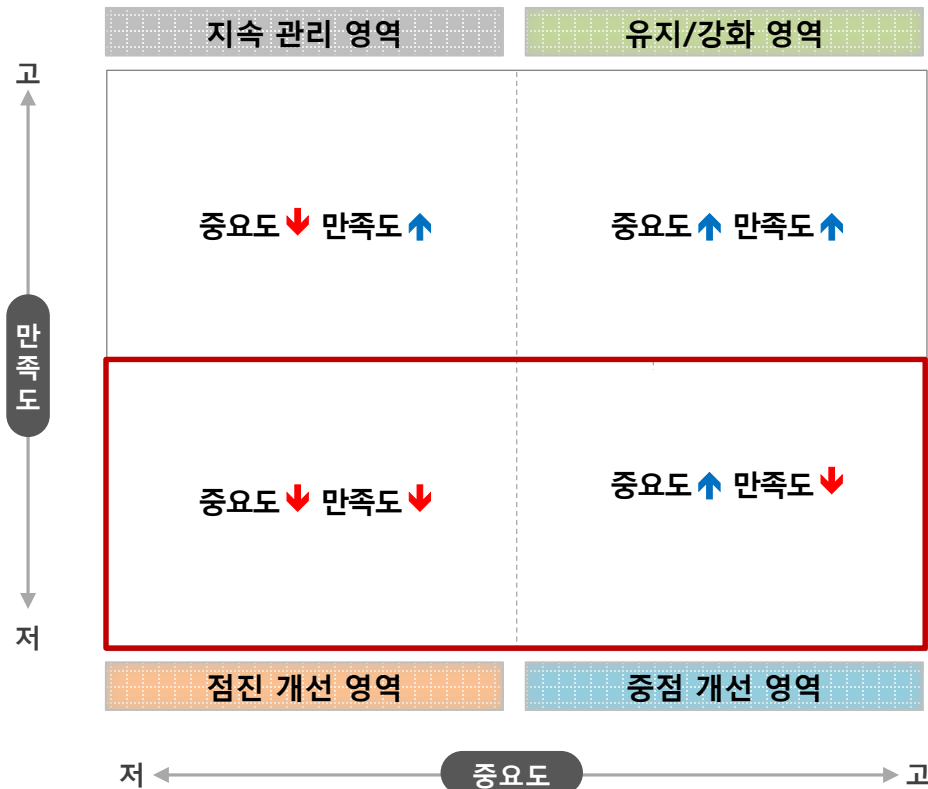 지속 관리 영역
유지/강화 영역
고
중요도 만족도
중요도 만족도
만족도
중요도 만족도
중요도 만족도
저
점진 개선 영역
중점 개선 영역
저
중요도
고